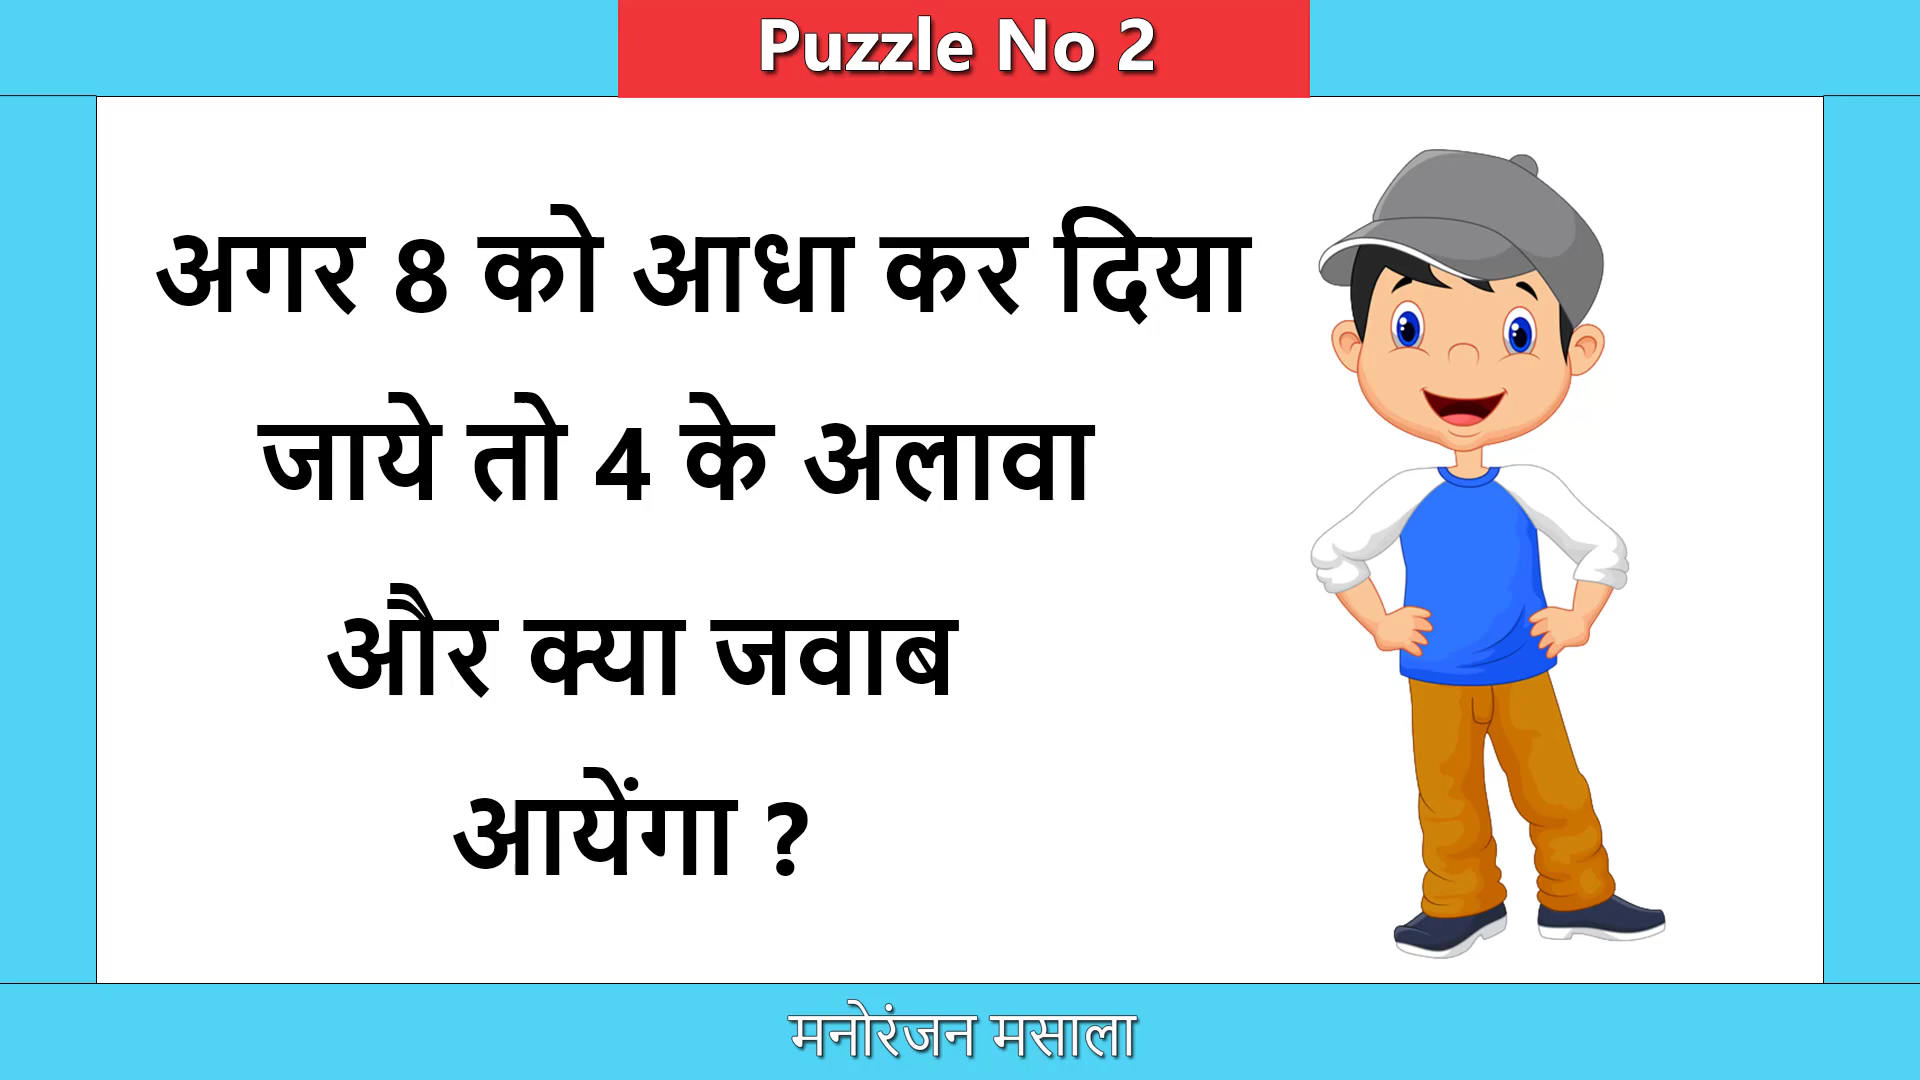 Puzzle No 2
अगर 8 को आधा कर दिया
जाये तो 4 के अलावा
और क्या जवाब
आयेंगा ?
मनोरंजन मसाला